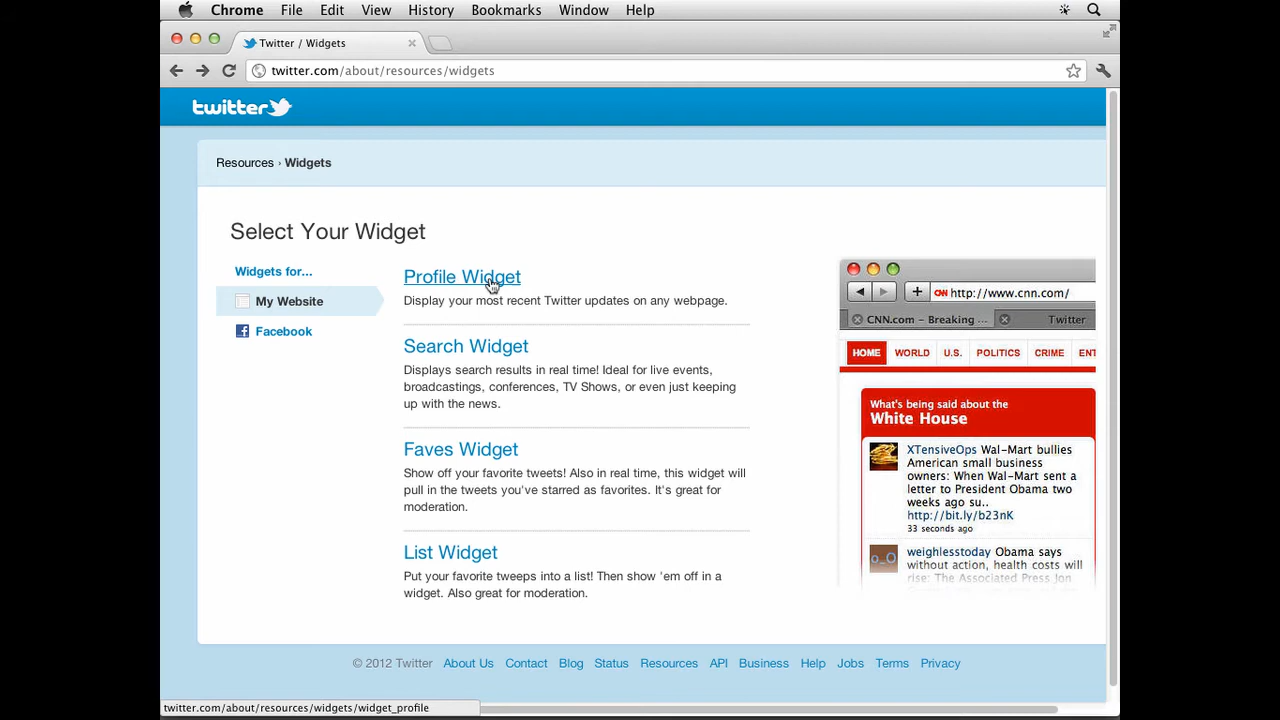 Chrome File Edit View History Bookmarks Window Help
Twitter / Widgets
twitter.com/about/resources/widgets
twitter
Resources › Widgets
Select Your Widget
Widgets for...
My Website
Facebook
Profile Widget
Display your most recent Twitter updates on any webpage.
Search Widget
Displays search results in real time! Ideal for live events,
broadcastings, conferences, TV Shows, or even just keeping
up with the news.
Faves Widget
Show off your favorite tweets! Also in real time, this widget will
pull in the tweets you've starred as favorites. It's great for
moderation.
List Widget
Put your favorite tweeps into a list! Then show 'em off in a
widget. Also great for moderation.
CNN http://www.cnn.com/
CNN.com – Breaking ... Twitter
HOME WORLD U.S. POLITICS CRIME ENT
What's being said about the
White House
XTensiveOps Wal-Mart bullies
American small business
owners: When Wal-Mart sent a
letter to President Obama two
weeks ago su..
http://bit.ly/b23nK
33 seconds ago
o_O
weighlesstoday Obama says
without action, health costs will
rise: The Associated Press Jon
© 2012 Twitter About Us Contact Blog Status Resources API Business Help Jobs Terms Privacy
twitter.com/about/resources/widgets/widget_profile